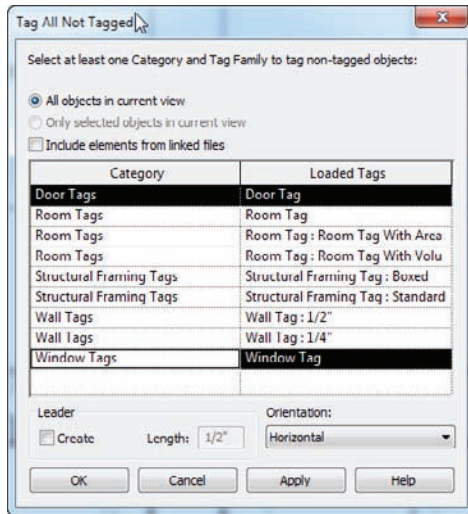 Tag All Not Tagged
Select at least one Category and Tag Family to tag non-tagged objects:
All objects in current view
Only selected objects in current view
Include elements from linked files
Category Loaded Tags
Door Tags Door Tag
Room Tags Room Tag
Room Tags Room Tag : Room Tag With Area
Room Tags Room Tag : Room Tag With Volu
Structural Framing Tags Structural Framing Tag : Boxed
Structural Framing Tags Structural Framing Tag : Standard
Wall Tags Wall Tag : 1/2"
Wall Tags Wall Tag : 1/4"
Window Tags Window Tag
Leader Orientation:
Create Length: 1/2" Horizontal
OK Cancel Apply Help